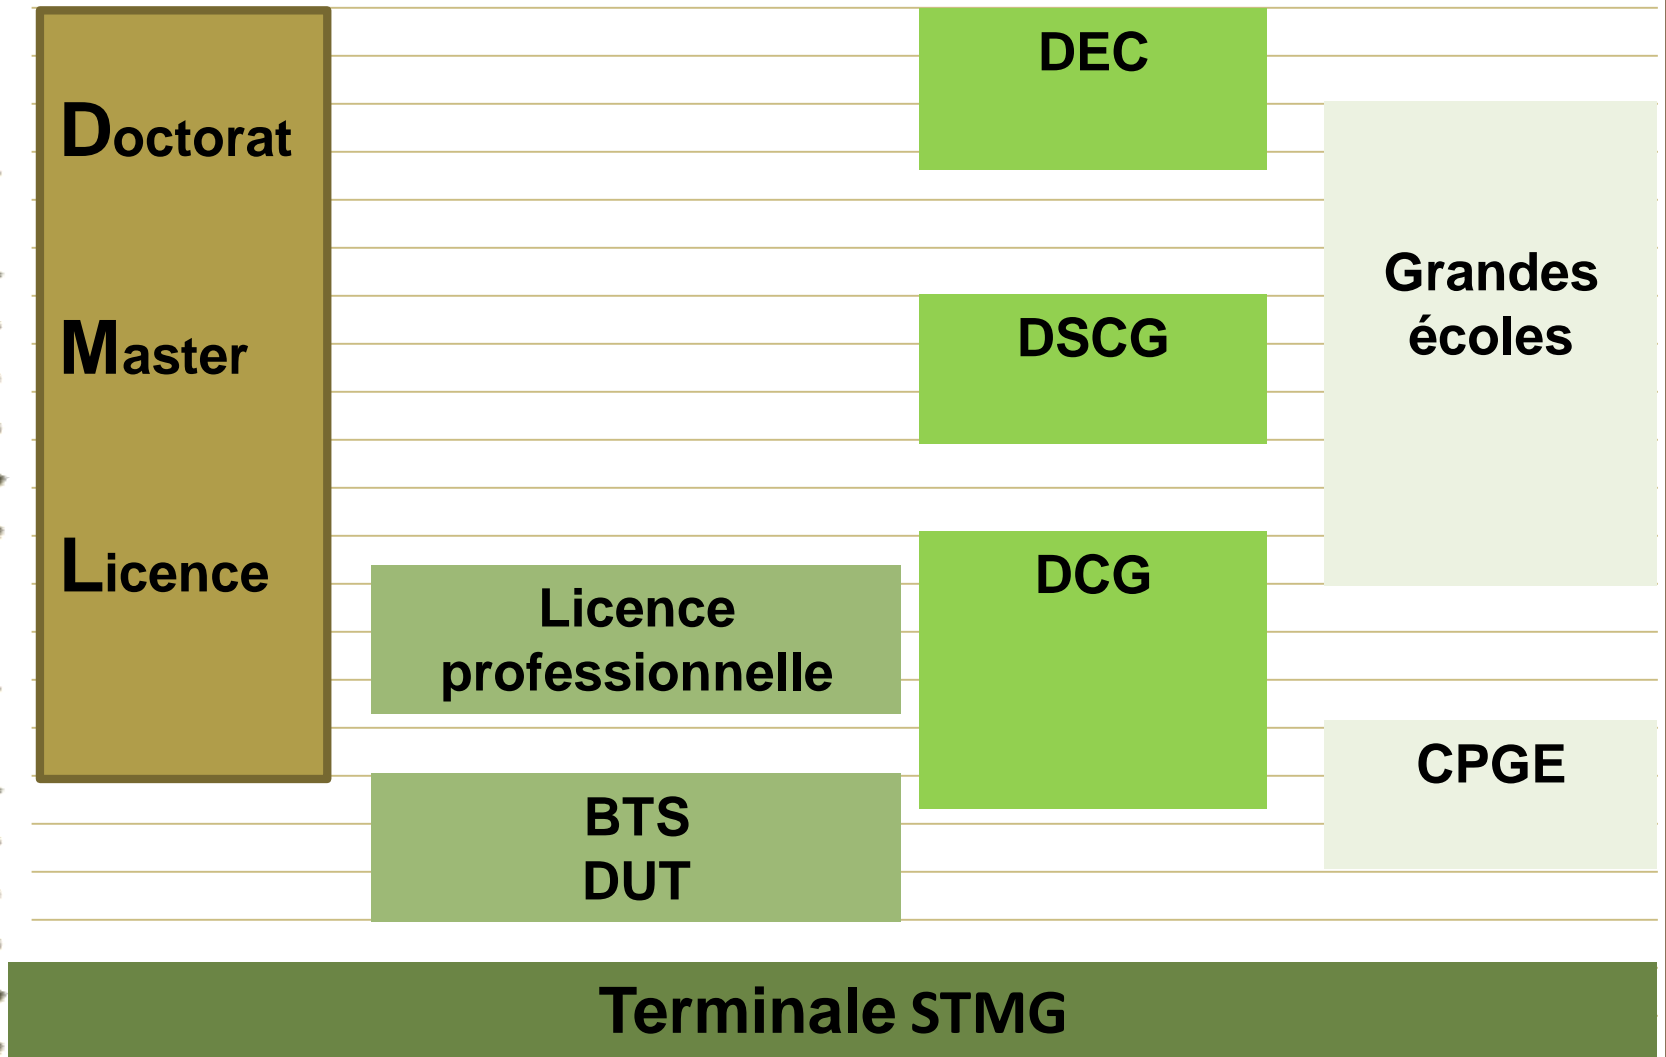 Doctorat
Master
Licence
Licence
professionnelle
BTS
DUT
DEC
DSCG
DCG
Grandes
écoles
CPGE
Terminale STMG